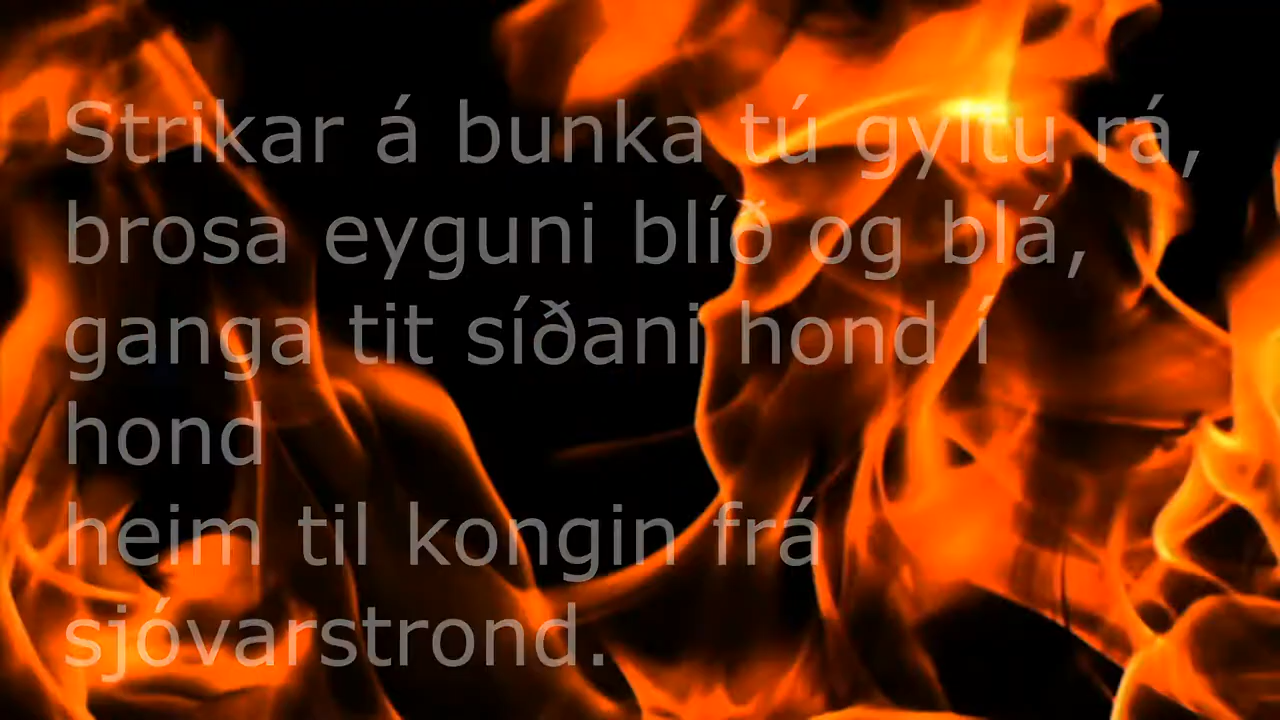 Strikar á bunka tú gyltu rá,
brosa eyguni blíð og blá,
ganga tit síðani hond í
hond
heim til kongin frá
sjóvarstrond.